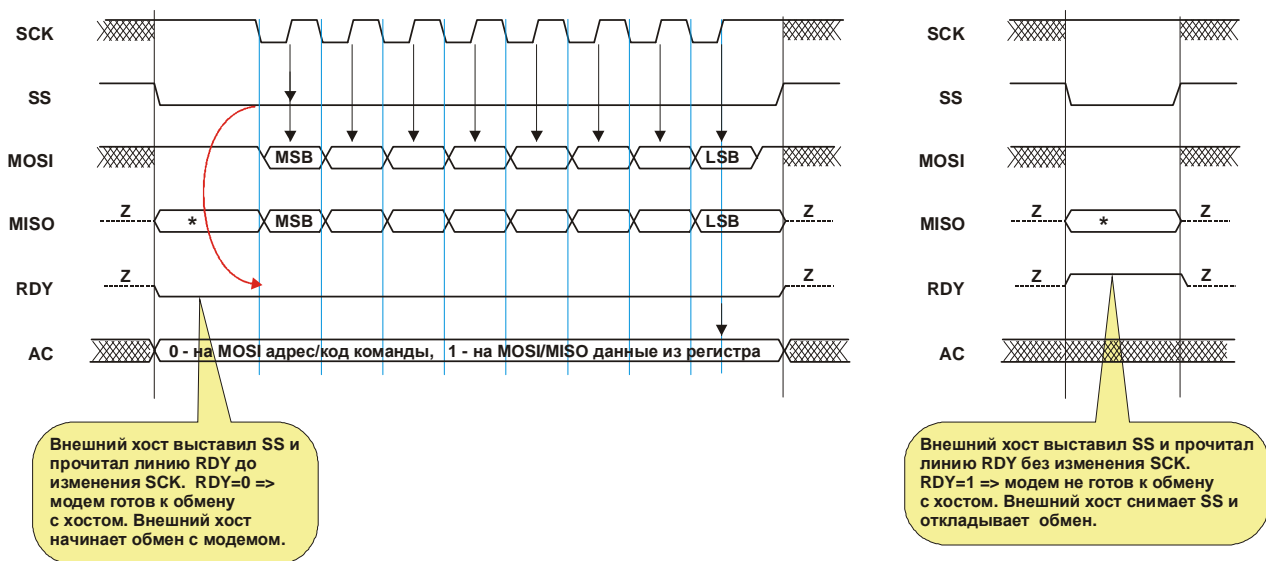 SCK
SS
MOSI
MSB
LSB
MISO
Z
*
MSB
LSB
Z
RDY
Z
Z
AC
0 - на MOSI адрес/код команды, 1 - на MOSI/MISO данные из регистра
Внешний хост выставил SS и
прочитал линию RDY до
изменения SCK. RDY=0 =>
модем готов к обмену
с хостом. Внешний хост
начинает обмен с модемом.
SCK
SS
MOSI
MISO
Z
*
Z
RDY
Z
Z
AC
Внешний хост выставил SS и прочитал
линию RDY без изменения SCK.
RDY=1 => модем не готов к обмену
с хостом. Внешний хост снимает SS и
откладывает обмен.